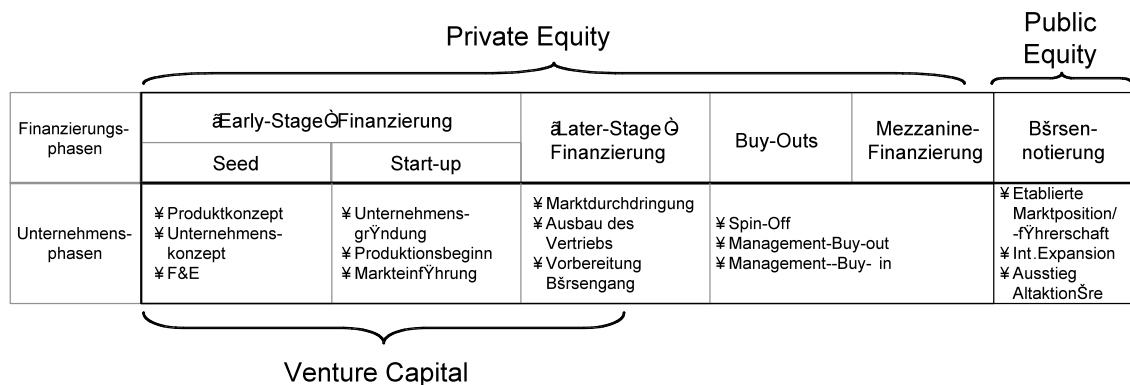 Private Equity
Public
Equity
Finanzierungs-
phasen
ãEarly-StageÒ-Finanzierung
Seed
Start-up
ãLater-StageÒ-
Finanzierung
Buy-Outs
Mezzanine-
Finanzierung
Bšrsen-
notierung
Unternehmens-
phasen
¥ Produktkonzept
¥ Unternehmens-
konzept
¥ F&E
¥ Unternehmens-
grŸndung
¥ Produktionsbeginn
¥ MarkteinfŸhrung
¥ Marktdurchdringung
¥ Ausbau des
Vertriebs
¥ Vorbereitung
Bšrsengang
¥ Spin-Off
¥ Management-Buy-out
¥ Management--Buy- in
¥ Etablierte
Marktposition/
-fŸhrerschaft
¥ Int.Expansion
¥ Ausstieg
AltaktionŠre
Venture Capital